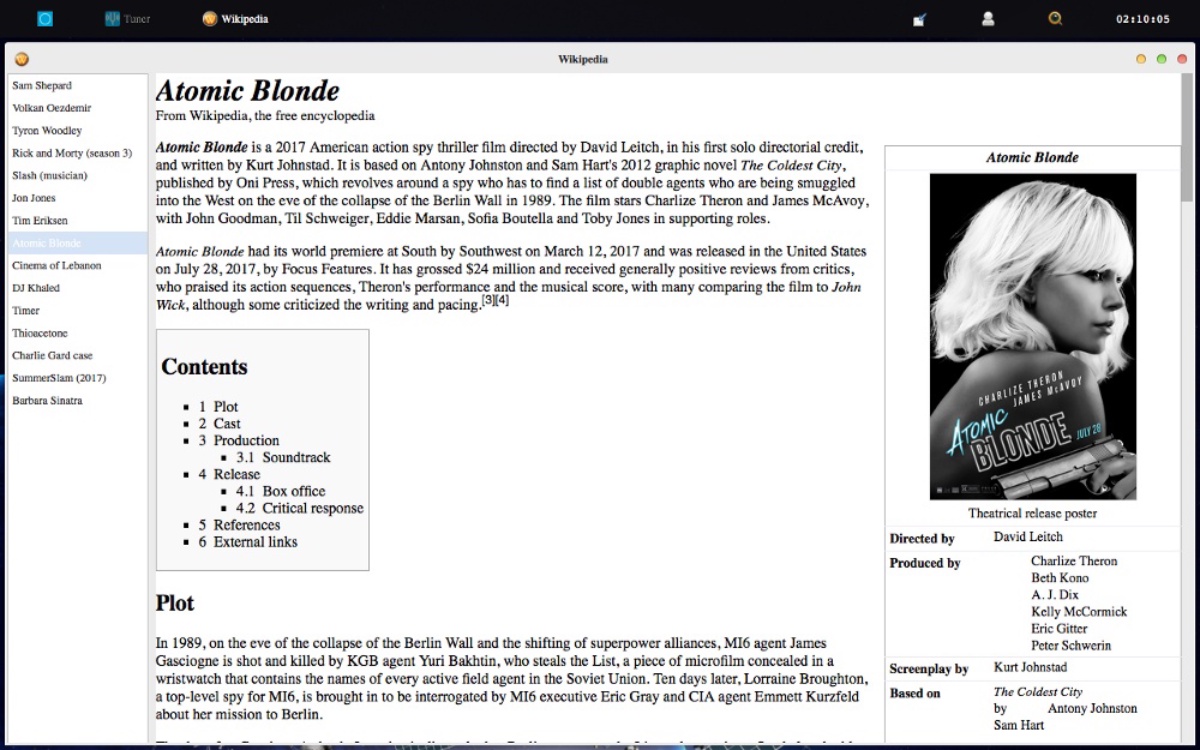 Tuner
Wikipedia
02:10:05
Wikipedia
Sam Shepard
Volkan Oezdemir
Tyron Woodley
Rick and Morty (season 3)
Slash (musician)
Jon Jones
Tim Eriksen
Atomic Blonde
Cinema of Lebanon
DJ Khaled
Timer
Thioacetone
Charlie Gard case
SummerSlam (2017)
Barbara Sinatra
Atomic Blonde
From Wikipedia, the free encyclopedia
Atomic Blonde is a 2017 American action spy thriller film directed by David Leitch, in his first solo directorial credit,
and written by Kurt Johnstad. It is based on Antony Johnston and Sam Hart's 2012 graphic novel The Coldest City,
published by Oni Press, which revolves around a spy who has to find a list of double agents who are being smuggled
into the West on the eve of the collapse of the Berlin Wall in 1989. The film stars Charlize Theron and James McAvoy,
with John Goodman, Til Schweiger, Eddie Marsan, Sofia Boutella and Toby Jones in supporting roles.
Atomic Blonde had its world premiere at South by Southwest on March 12, 2017 and was released in the United States
on July 28, 2017, by Focus Features. It has grossed $24 million and received generally positive reviews from critics,
who praised its action sequences, Theron's performance and the musical score, with many comparing the film to John
Wick, although some criticized the writing and pacing.[3][4]
Contents
1 Plot
2 Cast
3 Production
3.1 Soundtrack
4 Release
4.1 Box office
4.2 Critical response
5 References
6 External links
Plot
In 1989, on the eve of the collapse of the Berlin Wall and the shifting of superpower alliances, MI6 agent James
Gasciogne is shot and killed by KGB agent Yuri Bakhtin, who steals the List, a piece of microfilm concealed in a
wristwatch that contains the names of every active field agent in the Soviet Union. Ten days later, Lorraine Broughton,
a top-level spy for MI6, is brought in to be interrogated by MI6 executive Eric Gray and CIA agent Emmett Kurzfeld
about her mission to Berlin.
Atomic Blonde
CHARLIZE THERON
JAMES McAVOY
ATOMIC
BLONDE
JULY 28
Theatrical release poster
Directed by David Leitch
Produced by Charlize Theron
Beth Kono
A. J. Dix
Kelly McCormick
Eric Gitter
Peter Schwerin
Screenplay by Kurt Johnstad
Based on The Coldest City
by Antony Johnston
Sam Hart